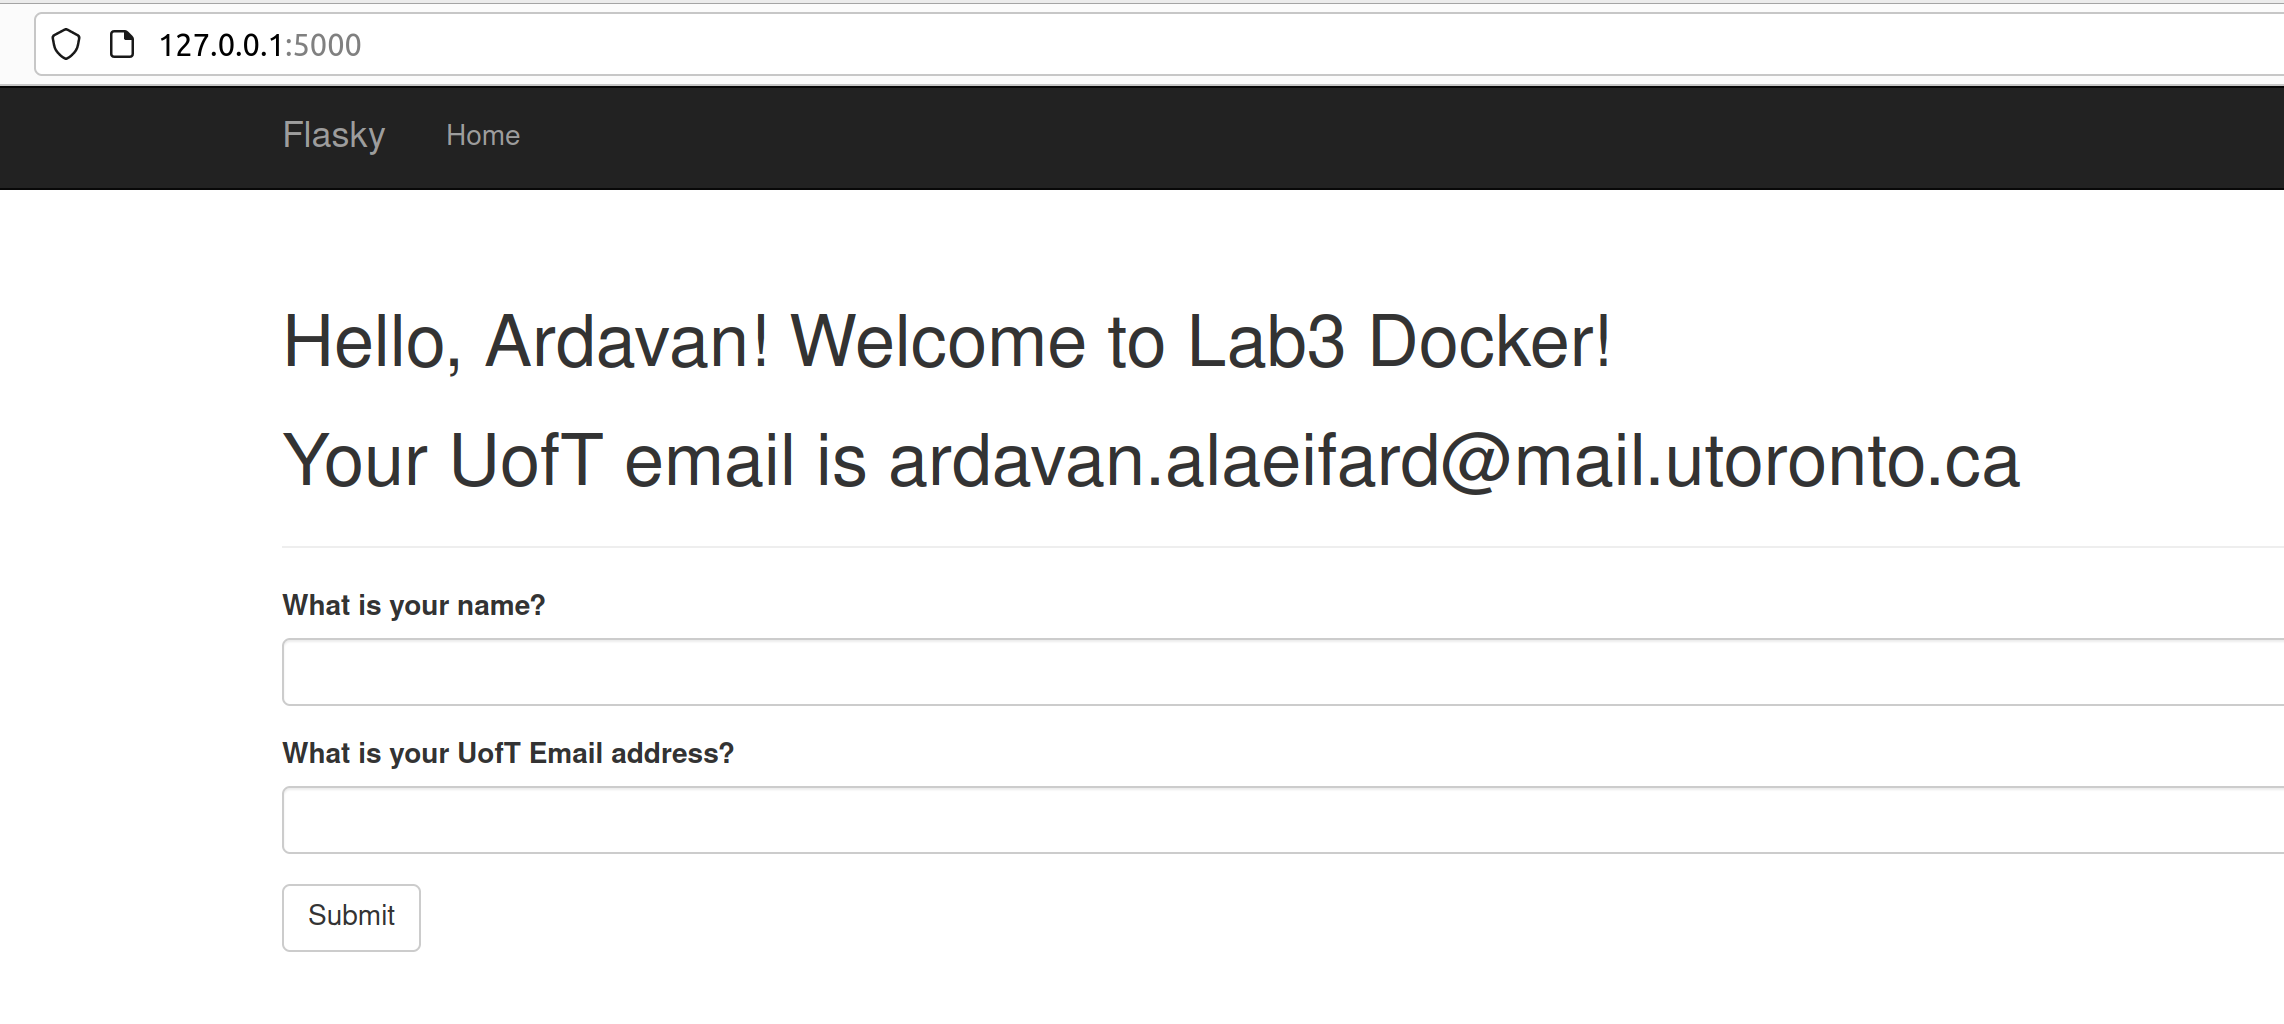 127.0.0.1:5000
Flasky Home
Hello, Ardavan! Welcome to Lab3 Docker!
Your UofT email is ardavan.alaeifard@mail.utoronto.ca
What is your name?
What is your UofT Email address?
Submit